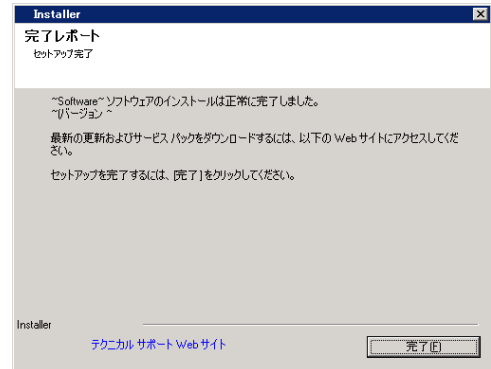 Installer
完了レポート
セットアップ完了
~Software~ ソフトウェアのインストールは正常に完了しました。
~バージョン ~
最新の更新およびサービス パックをダウンロードするには、以下の Web サイトにアクセスしてくだ
さい。
セットアップを完了するには、[完了]をクリックしてください。
Installer
テクニカル サポート Web サイト
完了(F)